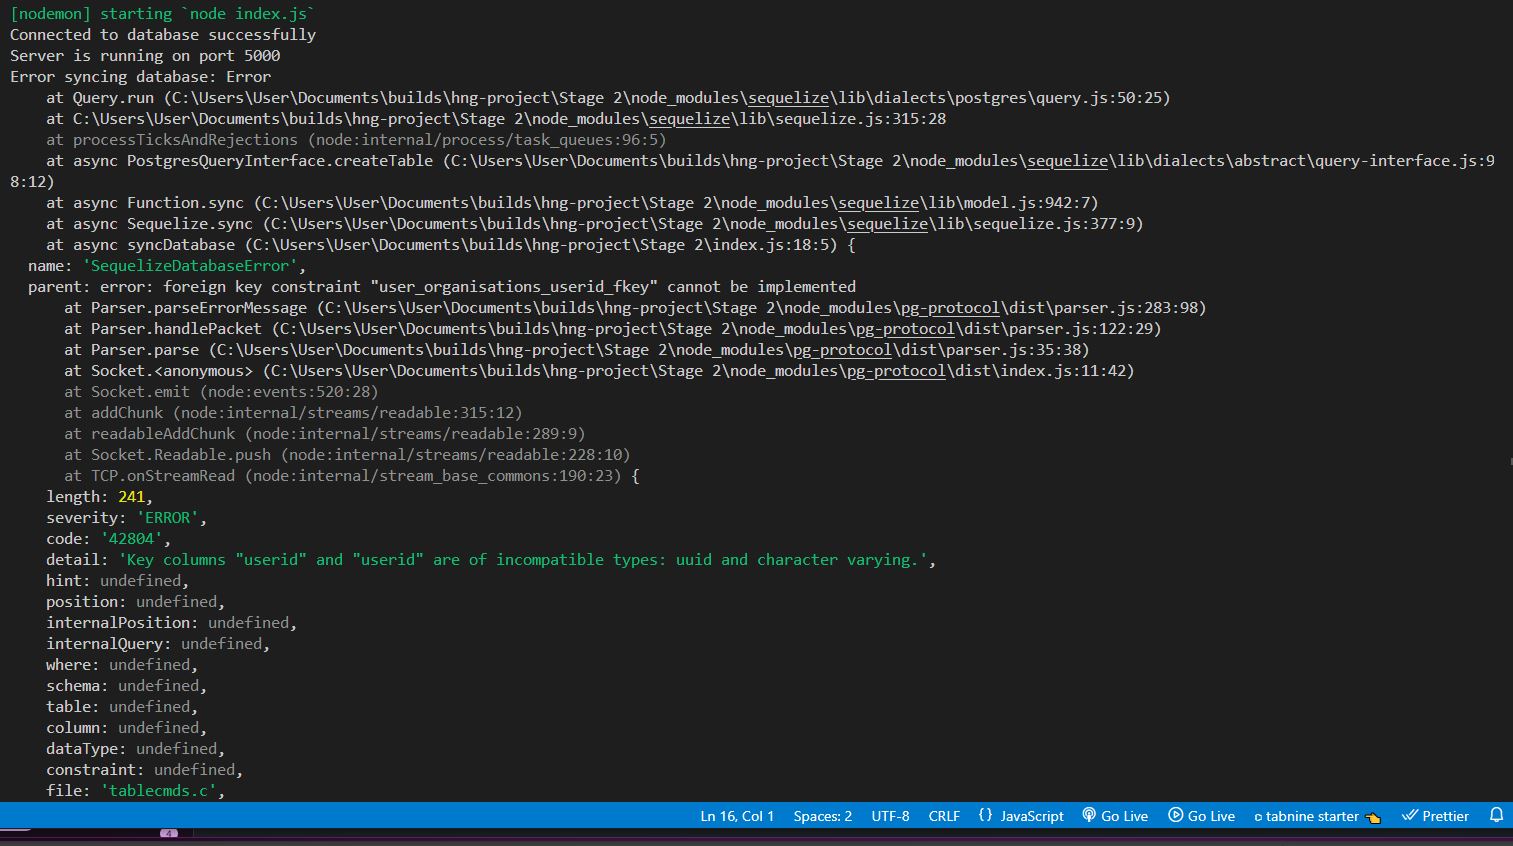 [nodemon] starting `node index.js`
Connected to database successfully
Server is running on port 5000
Error syncing database: Error
    at Query.run (C:\Users\User\Documents\builds\hng-project\Stage 2\node_modules\sequelize\lib\dialects\postgres\query.js:50:25)
    at C:\Users\User\Documents\builds\hng-project\Stage 2\node_modules\sequelize\lib\sequelize.js:315:28
    at processTicksAndRejections (node:internal/process/task_queues:96:5)
    at async PostgresQueryInterface.createTable (C:\Users\User\Documents\builds\hng-project\Stage 2\node_modules\sequelize\lib\dialects\abstract\query-interface.js:9
8:12)
    at async Function.sync (C:\Users\User\Documents\builds\hng-project\Stage 2\node_modules\sequelize\lib\model.js:942:7)
    at async Sequelize.sync (C:\Users\User\Documents\builds\hng-project\Stage 2\node_modules\sequelize\lib\sequelize.js:377:9)
    at async syncDatabase (C:\Users\User\Documents\builds\hng-project\Stage 2\index.js:18:5) {
  name: 'SequelizeDatabaseError',
  parent: error: foreign key constraint "user_organisations_userid_fkey" cannot be implemented
      at Parser.parseErrorMessage (C:\Users\User\Documents\builds\hng-project\Stage 2\node_modules\pg-protocol\dist\parser.js:283:98)
      at Parser.handlePacket (C:\Users\User\Documents\builds\hng-project\Stage 2\node_modules\pg-protocol\dist\parser.js:122:29)
      at Parser.parse (C:\Users\User\Documents\builds\hng-project\Stage 2\node_modules\pg-protocol\dist\parser.js:35:38)
      at Socket.<anonymous> (C:\Users\User\Documents\builds\hng-project\Stage 2\node_modules\pg-protocol\dist\index.js:11:42)
      at Socket.emit (node:events:520:28)
      at addChunk (node:internal/streams/readable:315:12)
      at readableAddChunk (node:internal/streams/readable:289:9)
      at Socket.Readable.push (node:internal/streams/readable:228:10)
      at TCP.onStreamRead (node:internal/stream_base_commons:190:23) {
    length: 241,
    severity: 'ERROR',
    code: '42804',
    detail: 'Key columns "userid" and "userid" are of incompatible types: uuid and character varying.',
    hint: undefined,
    position: undefined,
    internalPosition: undefined,
    internalQuery: undefined,
    where: undefined,
    schema: undefined,
    table: undefined,
    column: undefined,
    dataType: undefined,
    constraint: undefined,
    file: 'tablecmds.c',
Ln 16, Col 1 Spaces: 2 UTF-8 CRLF {} JavaScript Go Live Go Live tabnine starter Prettier
4